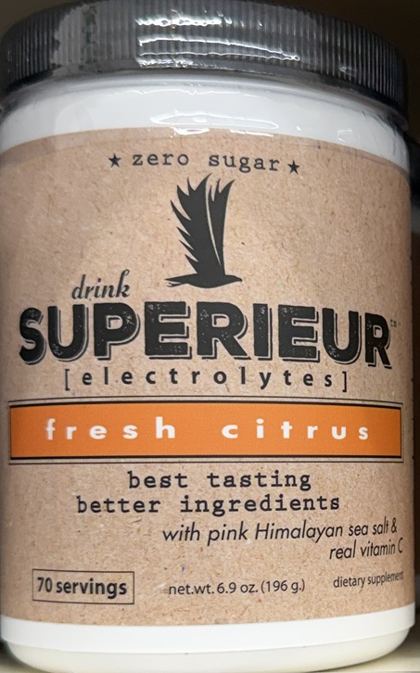 ★ zero sugar ★
drink
SUPERIEUR
[electrolytes]
fresh citrus
best tasting
better ingredients
with pink Himalayan sea salt &
real vitamin C
70 servings
net.wt. 6.9 oz. (196 g.)
dietary supplement